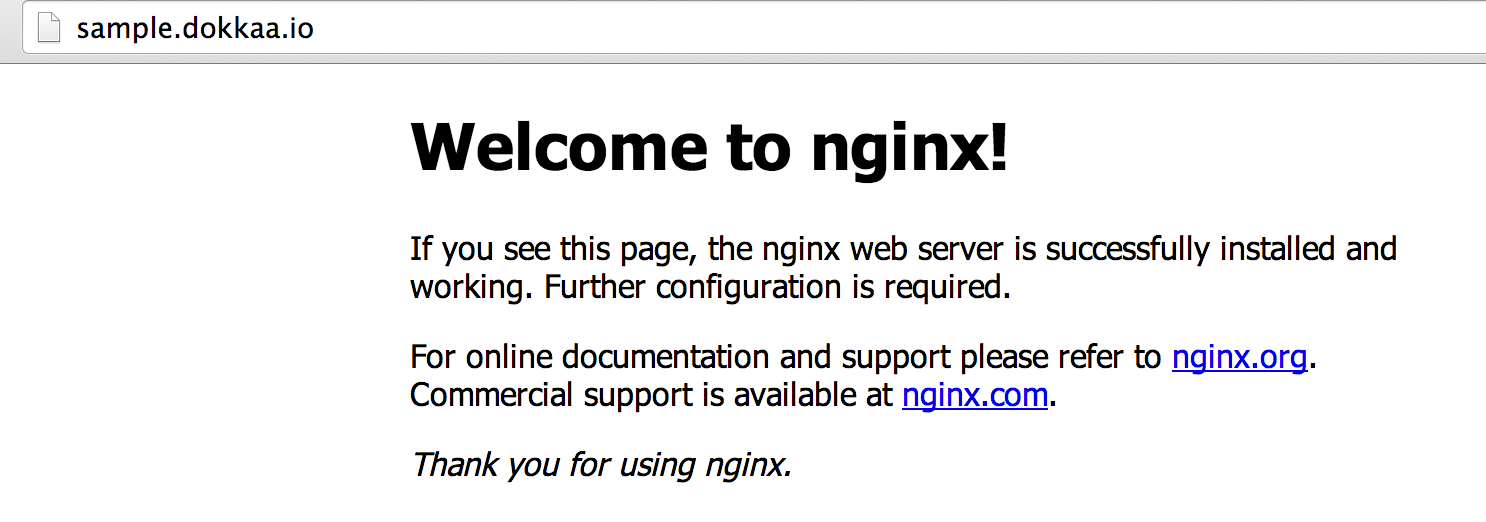 sample.dokkaa.io
Welcome to nginx!
If you see this page, the nginx web server is successfully installed and
working. Further configuration is required.
For online documentation and support please refer to nginx.org.
Commercial support is available at nginx.com.
Thank you for using nginx.